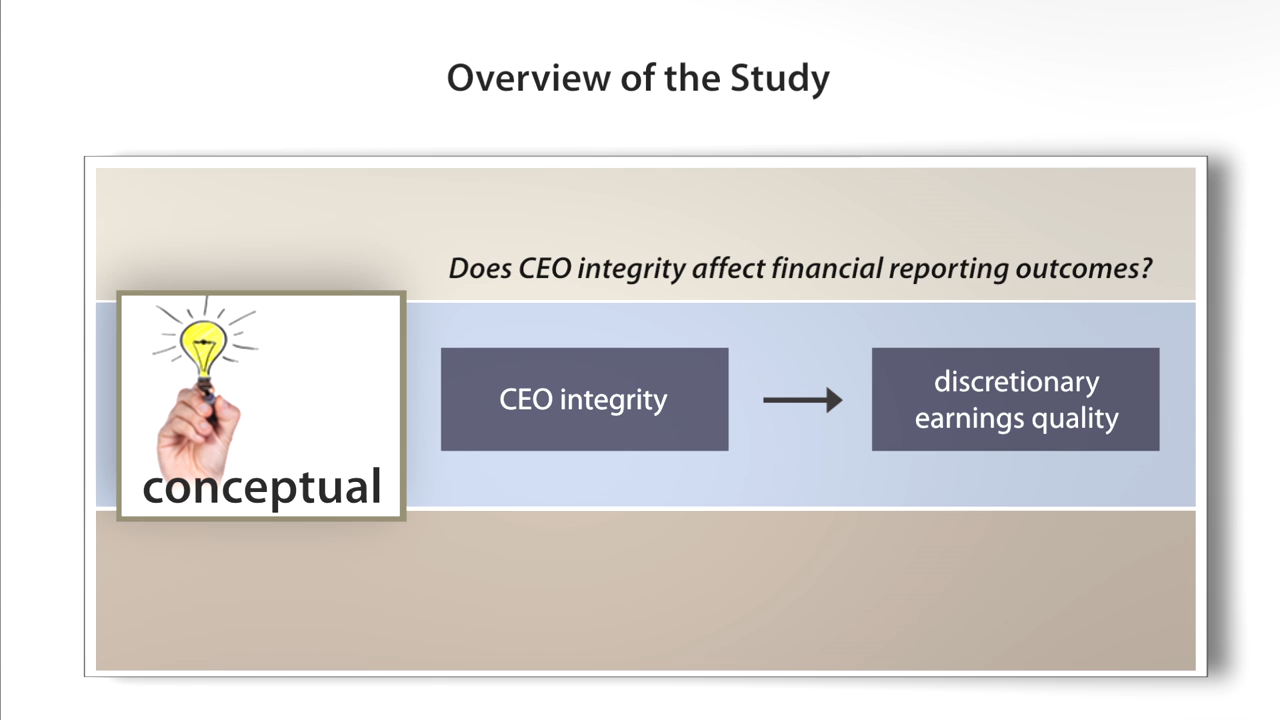 Overview of the Study
Does CEO integrity affect financial reporting outcomes?
conceptual
CEO integrity
discretionary
earnings quality